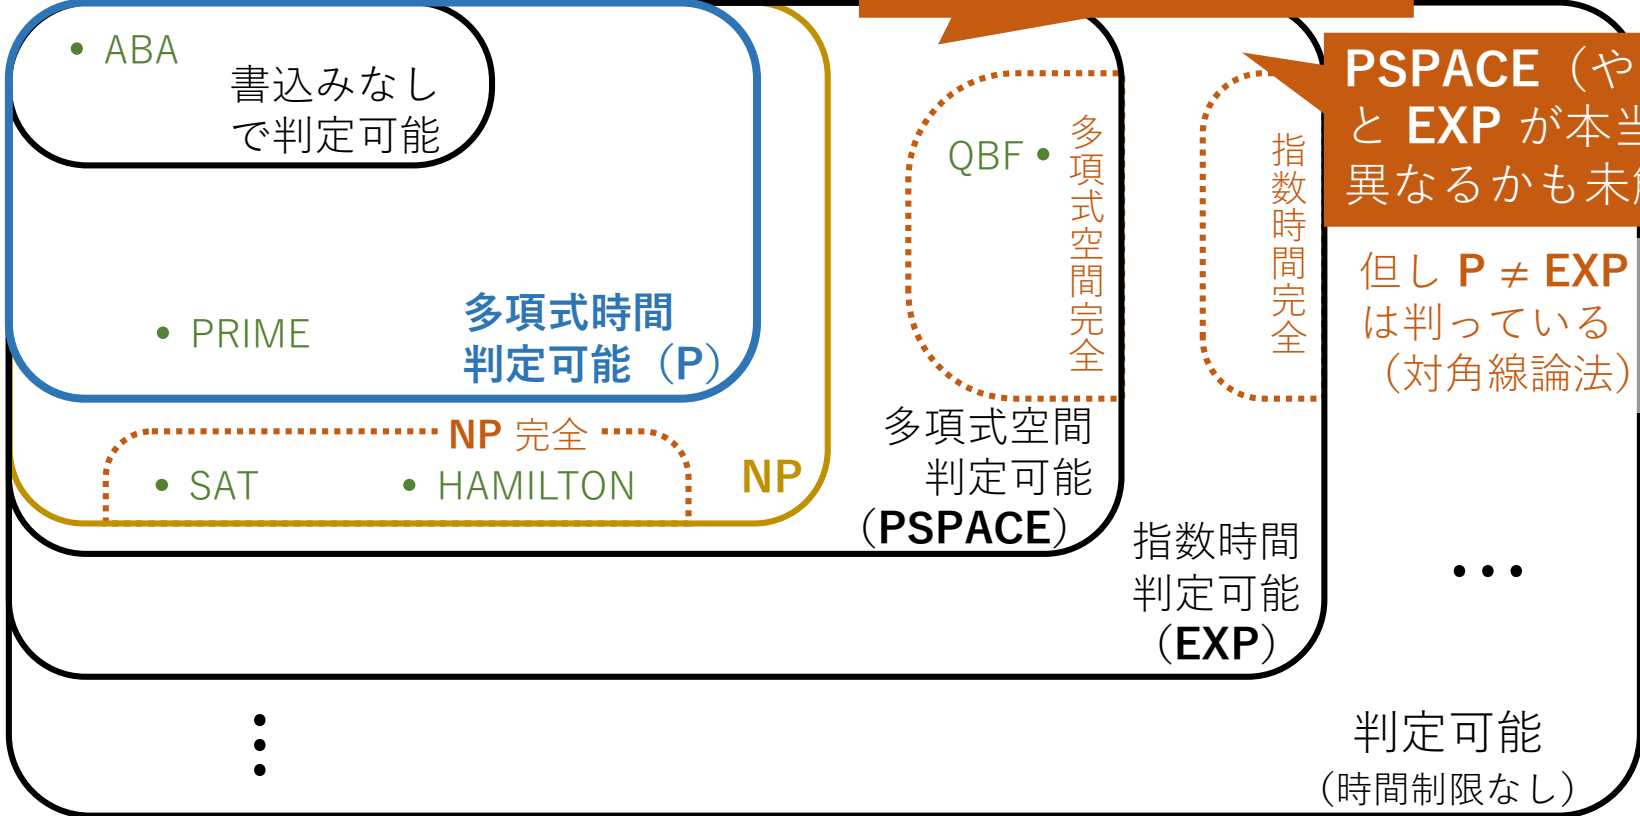 ABA
書込みなし
で判定可能
PRIME
多項式時間
判定可能（P）
NP 完全
SAT
HAMILTON
NP
QBF
多項式空間完全
多項式空間
判定可能
（PSPACE）
指数時間完全
指数時間
判定可能
（EXP）
PSPACE（や
と EXP が本当
異なるかも未
但し P ≠ EXP
は判っている
（対角線論法）
…
判定可能
（時間制限なし）